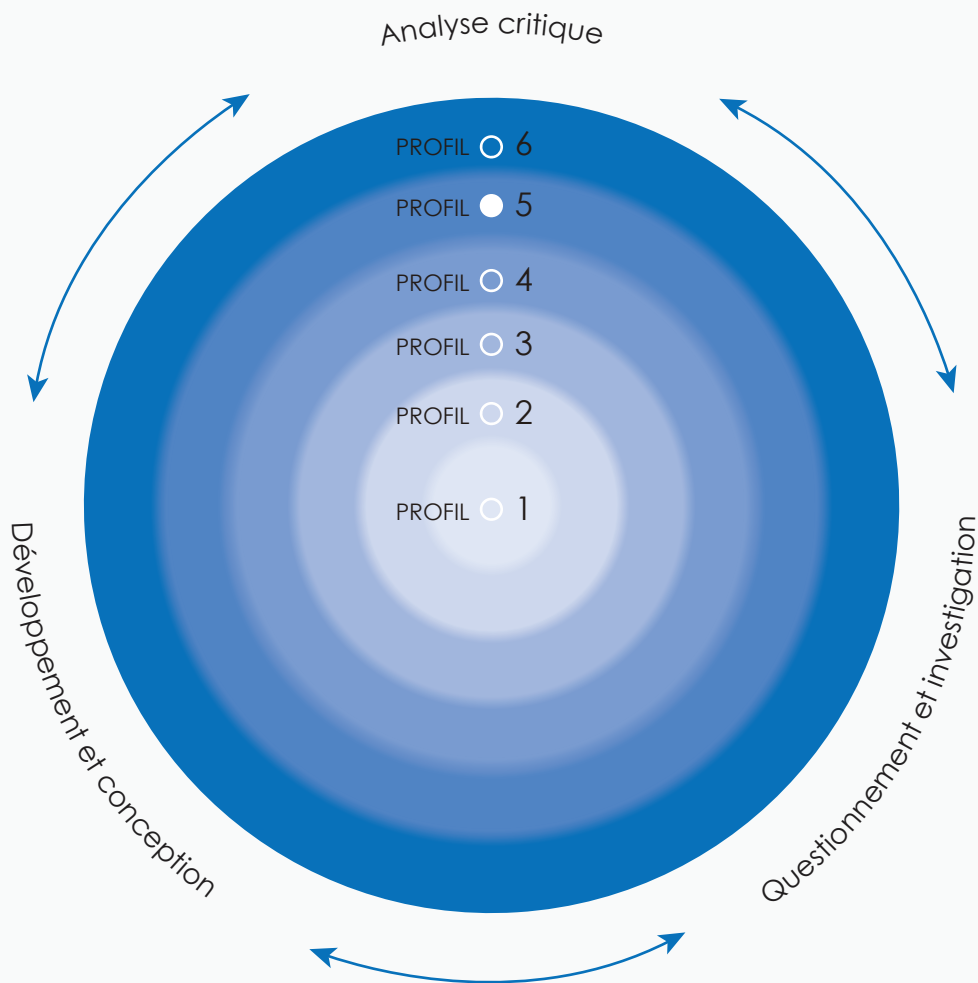 Analyse critique
PROFIL 6
PROFIL 5
PROFIL 4
PROFIL 3
PROFIL 2
PROFIL 1
Développement et conception
Questionnement et investigation